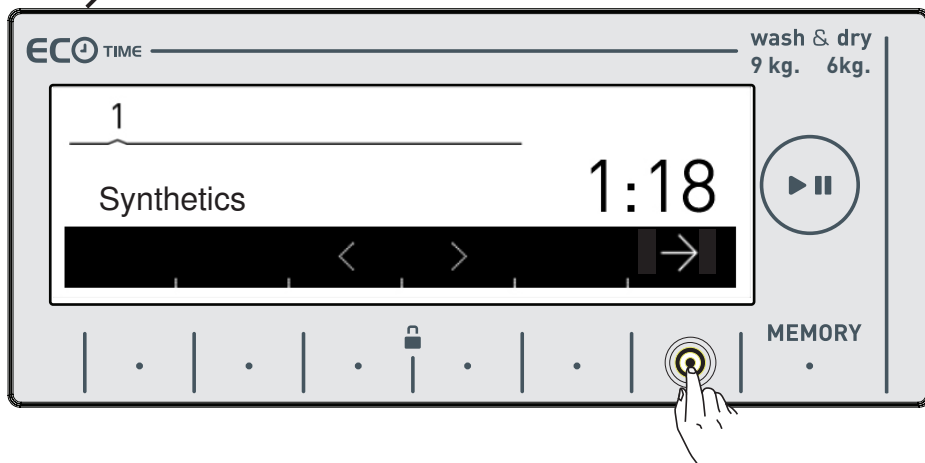 ECO TIME
wash & dry
9 kg. 6kg.
1
Synthetics
1:18
MEMORY